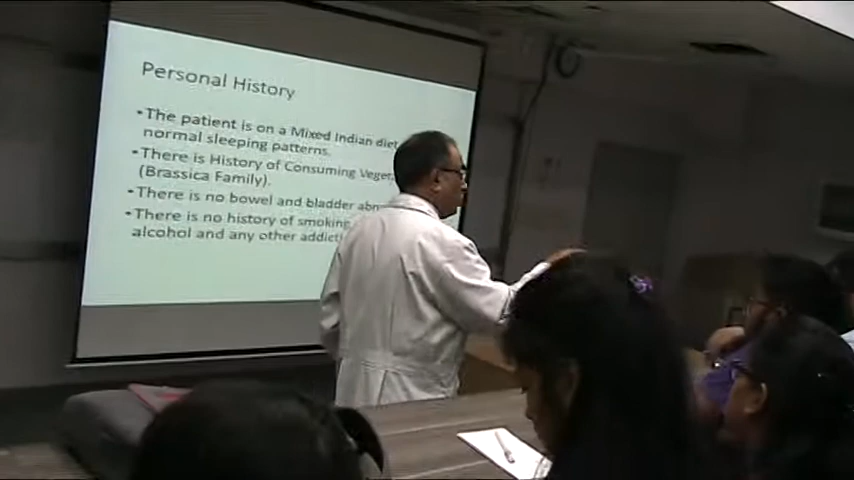 Personal History
• The patient is on a Mixed Indian diet
normal sleeping patterns.
• There is History of Consuming Vegeta
(Brassica Family)
• There is no bowel and bladder abn
• There is no history of smoking
alcohol and any other addicti